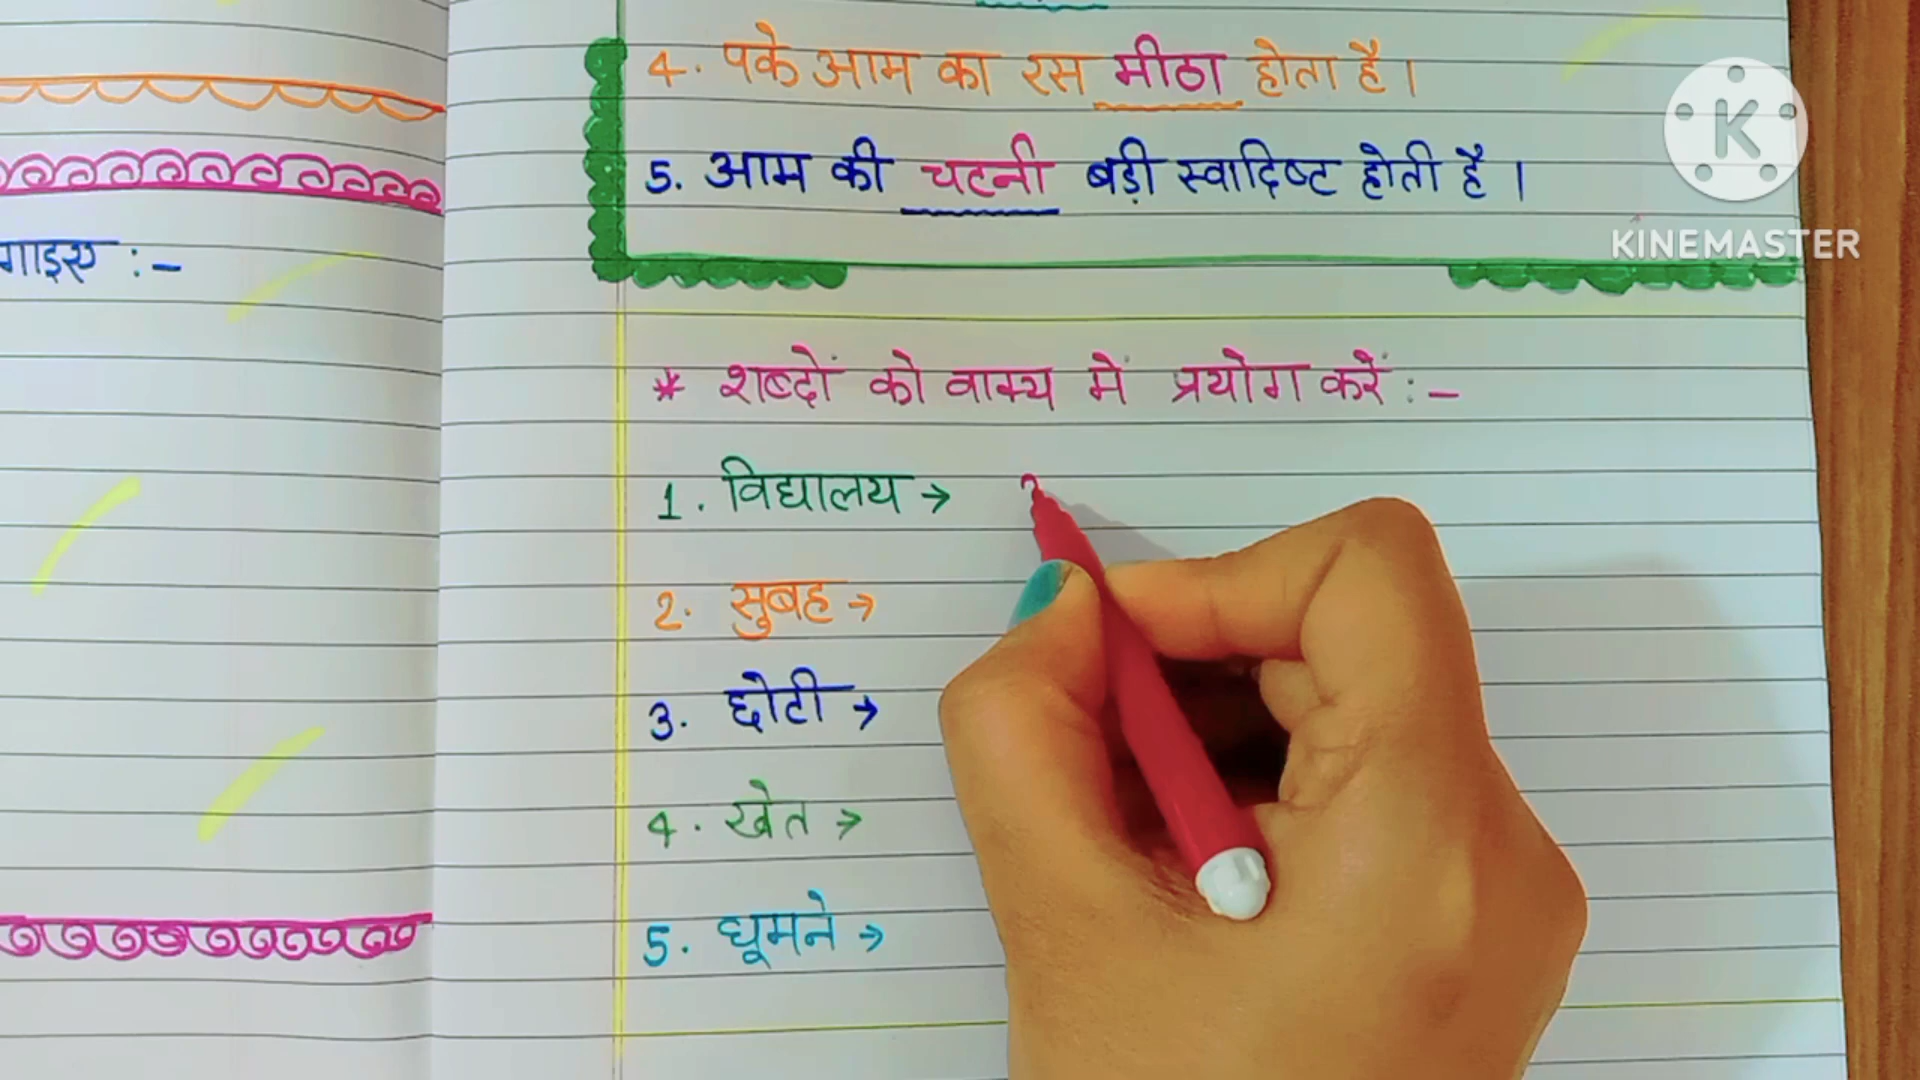 गाइए :-
4. पके आम का रस मीठा होता है ।
5. आम की चटनी बड़ी स्वादिष्ट होती है ।
KINEMASTER
* शब्दों को वाक्य में प्रयोग करें :-
1. विद्यालय →
2. सुबह →
3. छोटी →
4. खेत →
5. घूमने →